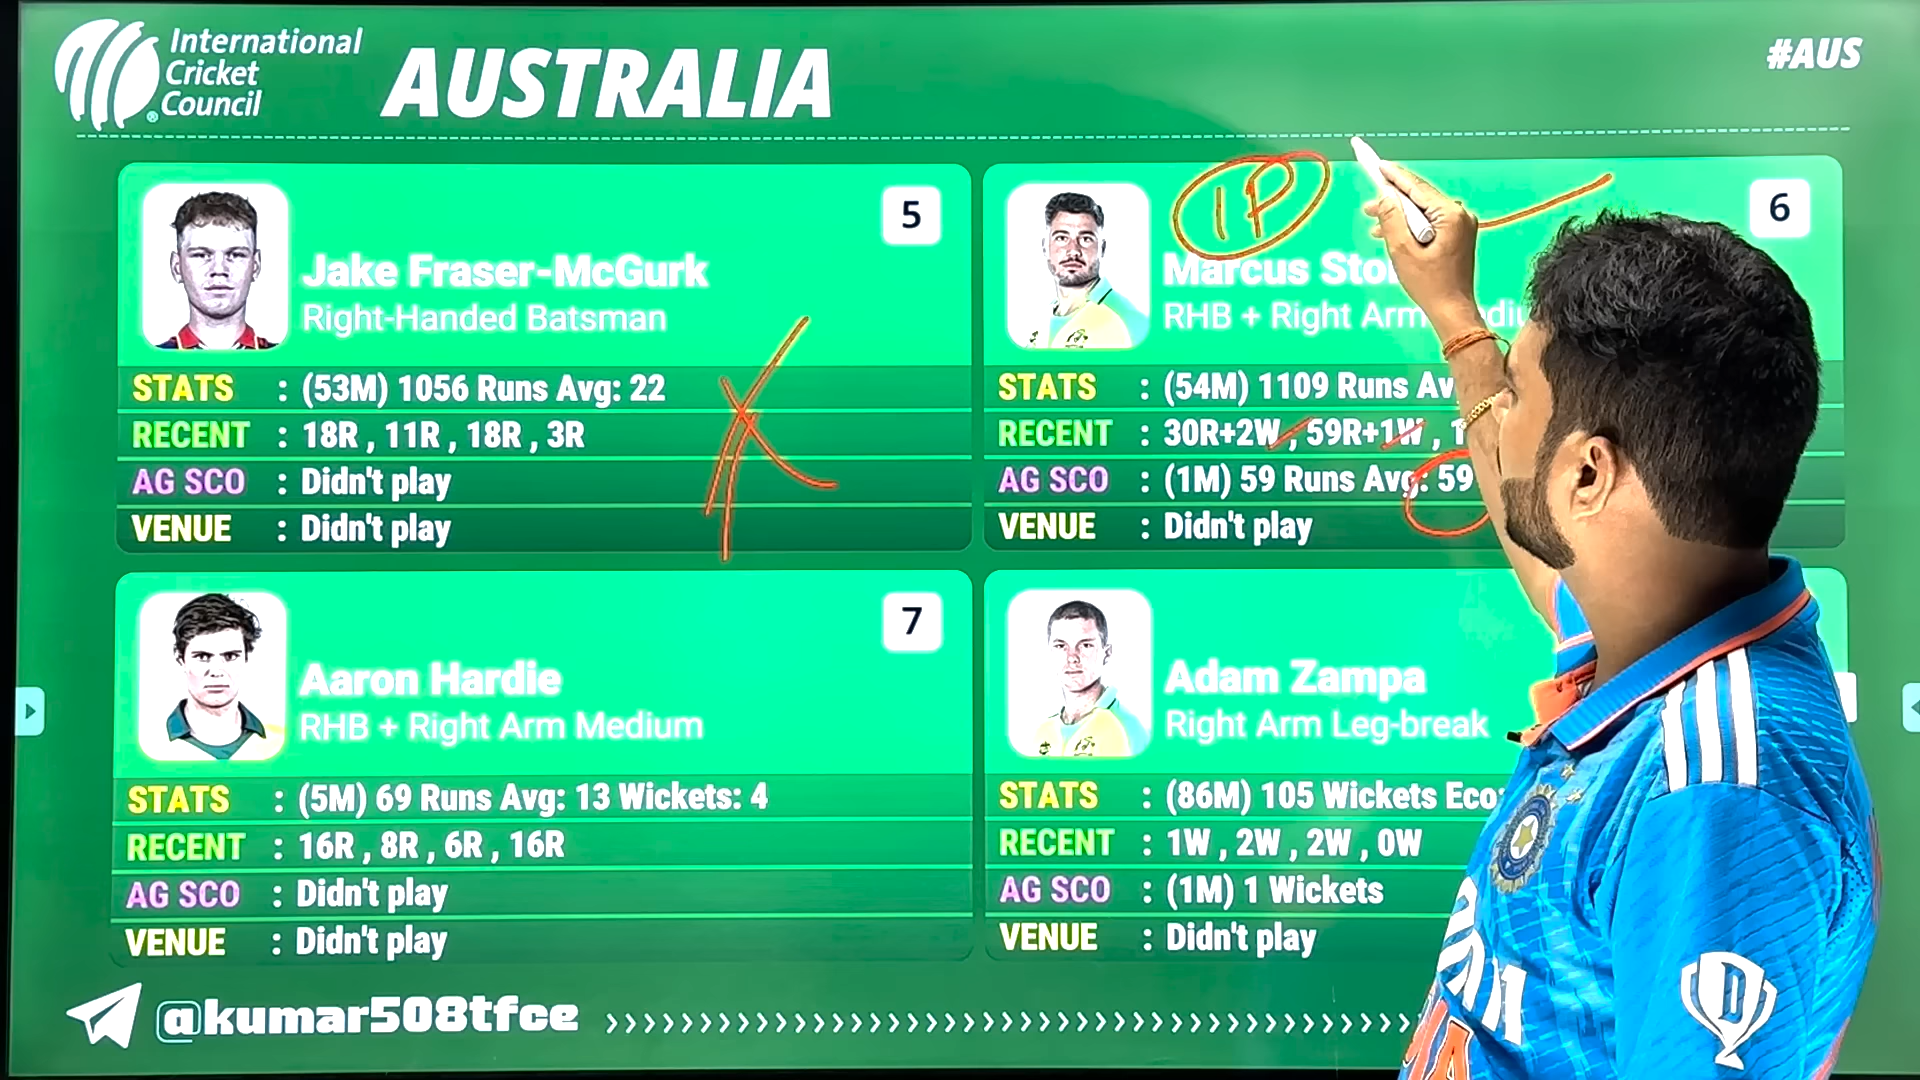 International
Cricket
Council
AUSTRALIA
#AUS
5
Jake Fraser-McGurk
Right-Handed Batsman
STATS : (53M) 1056 Runs Avg: 22
RECENT : 18R , 11R , 18R , 3R
AG SCO : Didn't play
VENUE : Didn't play
1P
6
Marcus
RHB + Right Arm
STATS : (54M) 1109 Runs
RECENT : 30R+2W , 59R+1W ,
AG SCO : (1M) 59 Runs Avg: 59
VENUE : Didn't play
7
Aaron Hardie
RHB + Right Arm Medium
STATS : (5M) 69 Runs Avg: 13 Wickets: 4
RECENT : 16R , 8R , 6R , 16R
AG SCO : Didn't play
VENUE : Didn't play
Adam Zampa
Right Arm Leg-break
STATS : (86M) 105 Wickets Eco:
RECENT : 1W , 2W , 2W , 0W
AG SCO : (1M) 1 Wickets
VENUE : Didn't play
@kumar508tfce